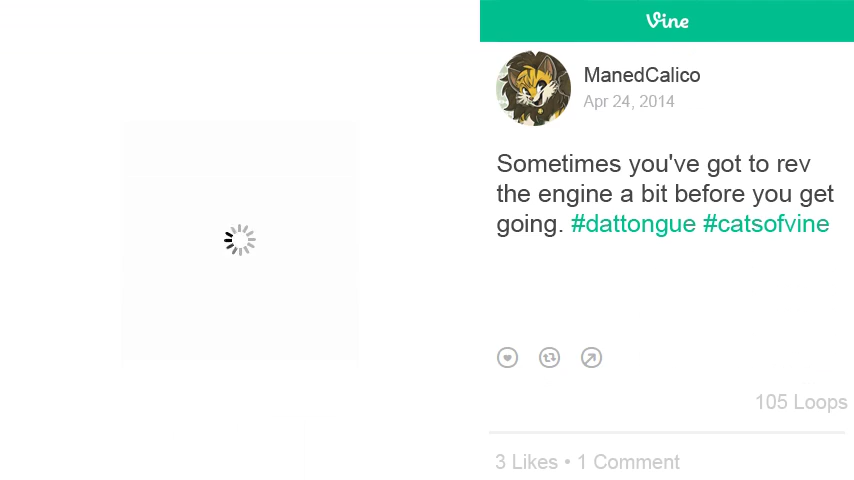 Vine
ManedCalico
Apr 24, 2014
Sometimes you've got to rev
the engine a bit before you get
going. #dattongue #catsofvine
105 Loops
3 Likes • 1 Comment